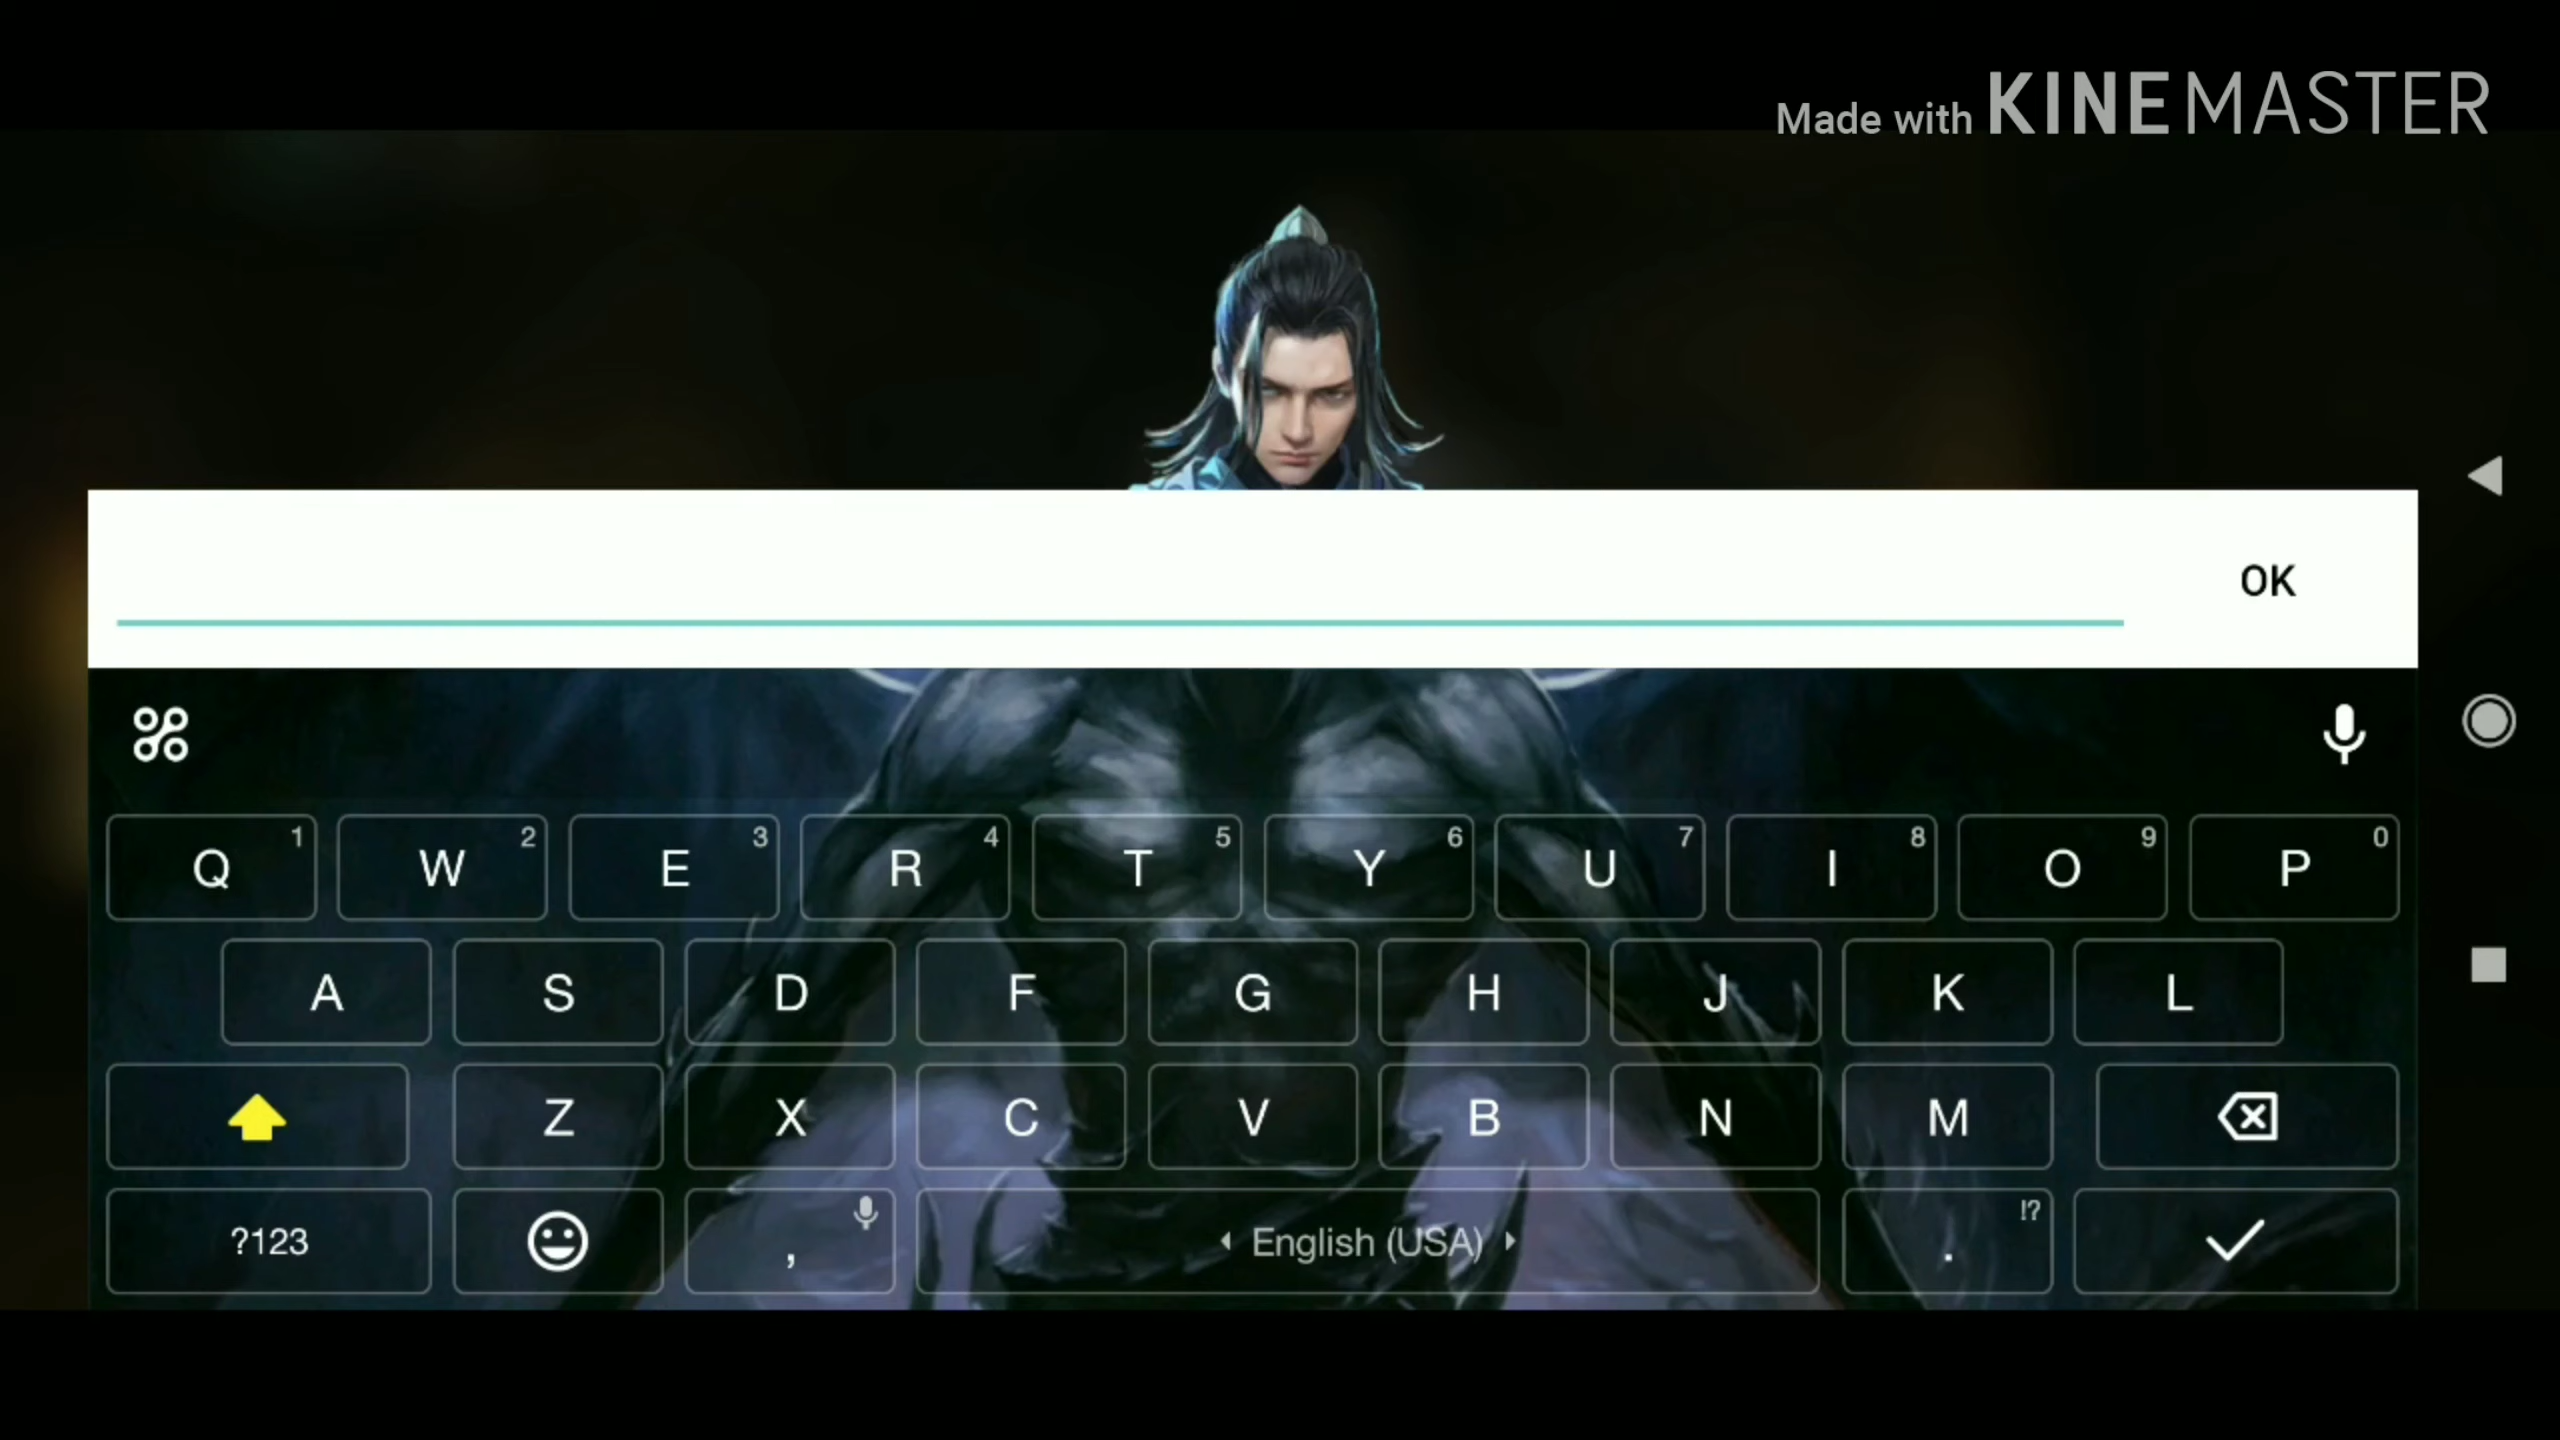 Made with KINEMASTER
OK
Q 1 W 2 E 3 R 4 T 5 Y 6 U 7 I 8 O 9 P 0
A S D F G H J K L
Z X C V B N M
?123 , English (USA) . !?